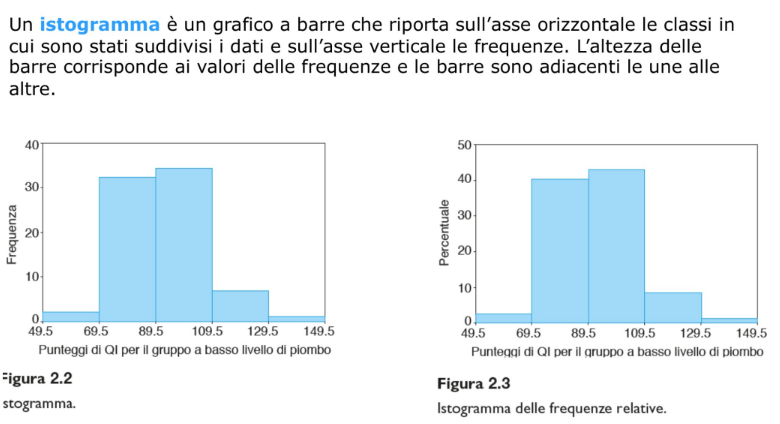 Un istogramma è un grafico a barre che riporta sull'asse orizzontale le classi in
cui sono stati suddivisi i dati e sull'asse verticale le frequenze. L'altezza delle
barre corrisponde ai valori delle frequenze e le barre sono adiacenti le une alle
altre.
40
30
20
10
0
Frequenza
49.5 69.5 89.5 109.5 129.5 149.5
Punteggi di QI per il gruppo a basso livello di piombo
Figura 2.2
stogramma.
50
40
30
20
10
0
Percentuale
49.5 69.5 89.5 109.5 129.5 149.5
Punteggi di QI per il gruppo a basso livello di piombo
Figura 2.3
Istogramma delle frequenze relative.